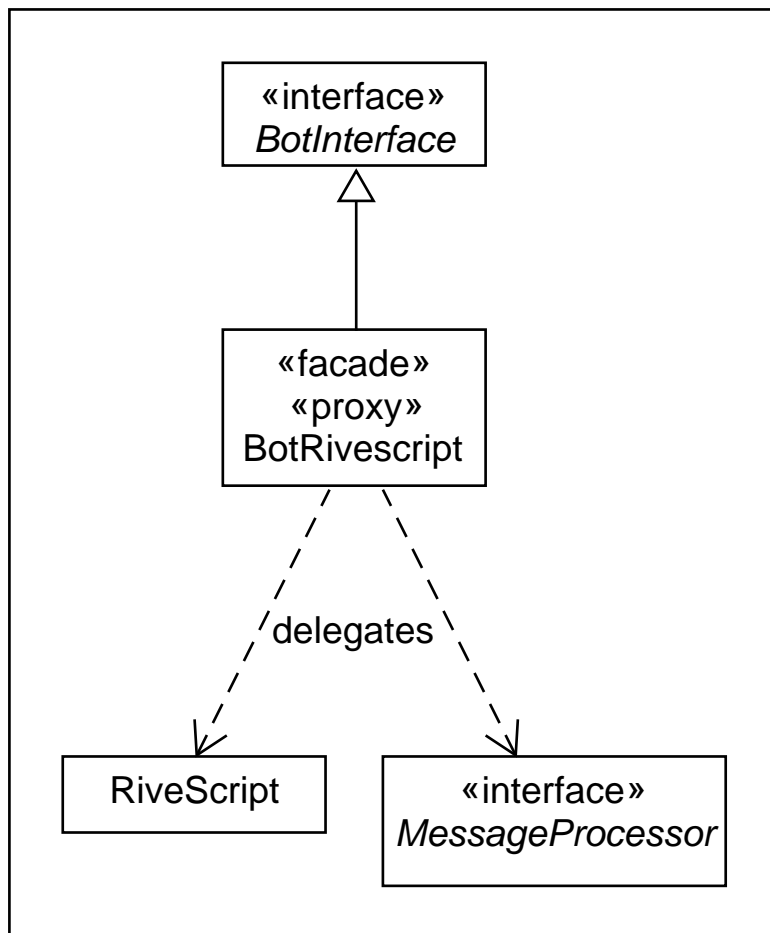 «interface»
BotInterface
«facade»
«proxy»
BotRivescript
delegates
RiveScript
«interface»
MessageProcessor